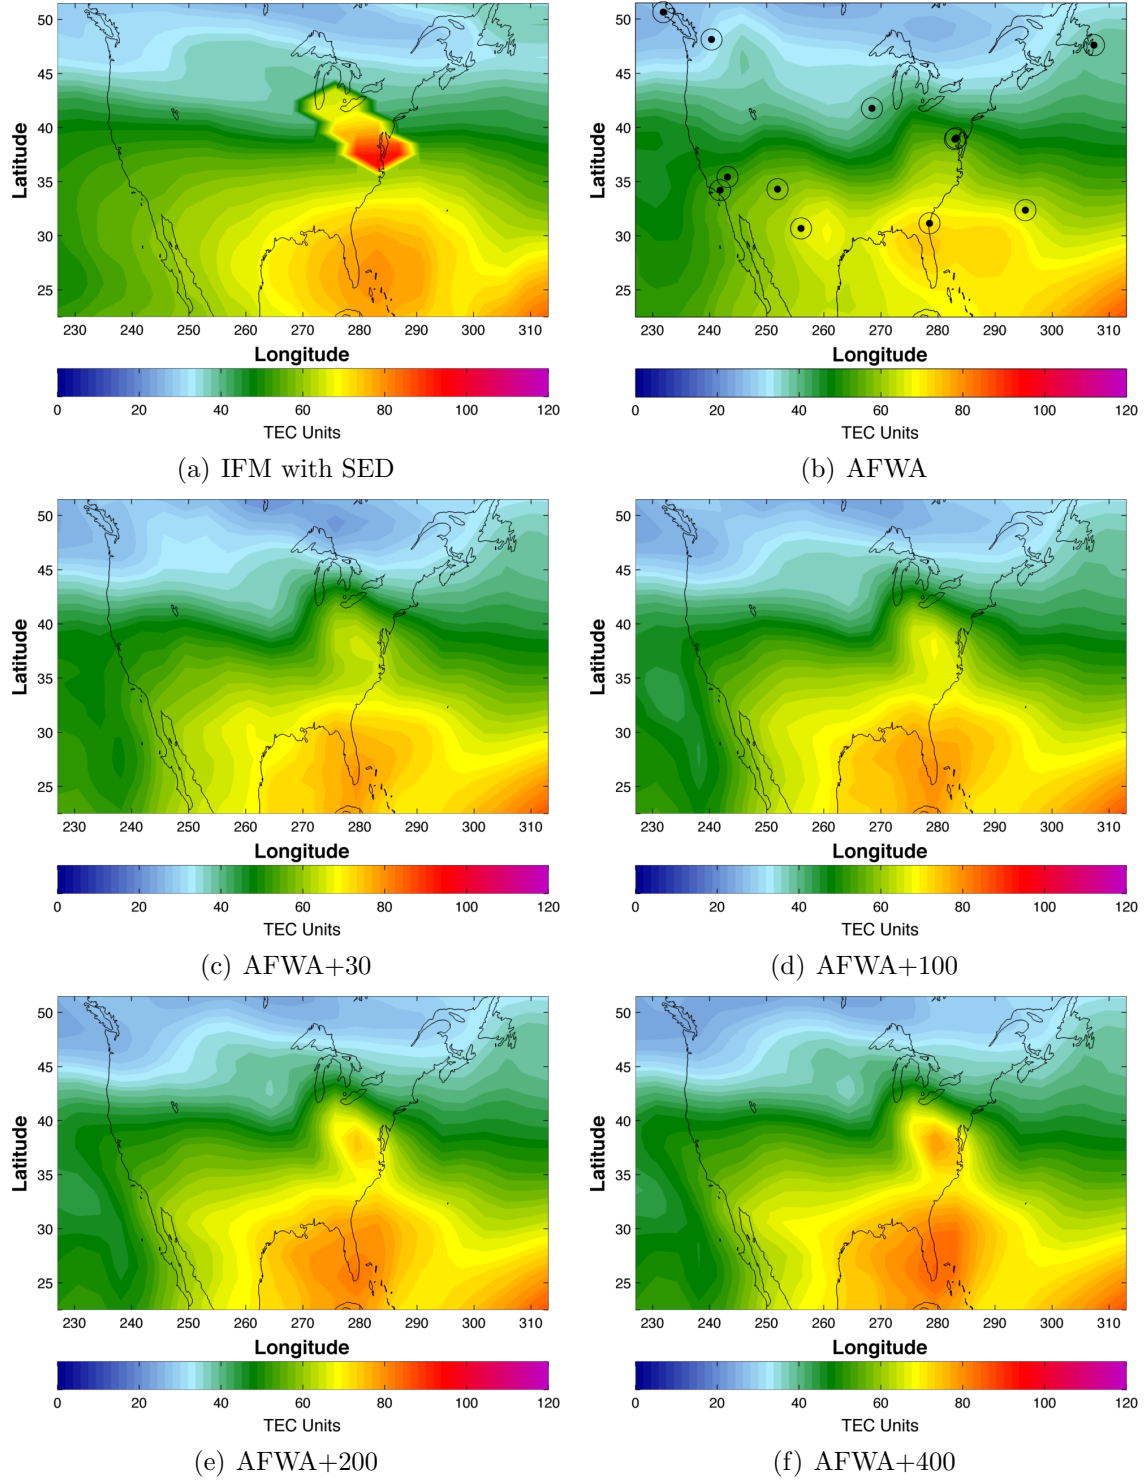 50
45
40
35
30
25
Latitude
230 240 250 260 270 280 290 300 310
Longitude
0 20 40 60 80 100 120
TEC Units
(a) IFM with SED
50
45
40
35
30
25
Latitude
230 240 250 260 270 280 290 300 310
Longitude
0 20 40 60 80 100 120
TEC Units
(b) AFWA
50
45
40
35
30
25
Latitude
230 240 250 260 270 280 290 300 310
Longitude
0 20 40 60 80 100 120
TEC Units
(c) AFWA+30
50
45
40
35
30
25
Latitude
230 240 250 260 270 280 290 300 310
Longitude
0 20 40 60 80 100 120
TEC Units
(d) AFWA+100
50
45
40
35
30
25
Latitude
230 240 250 260 270 280 290 300 310
Longitude
0 20 40 60 80 100 120
TEC Units
(e) AFWA+200
50
45
40
35
30
25
Latitude
230 240 250 260 270 280 290 300 310
Longitude
0 20 40 60 80 100 120
TEC Units
(f) AFWA+400